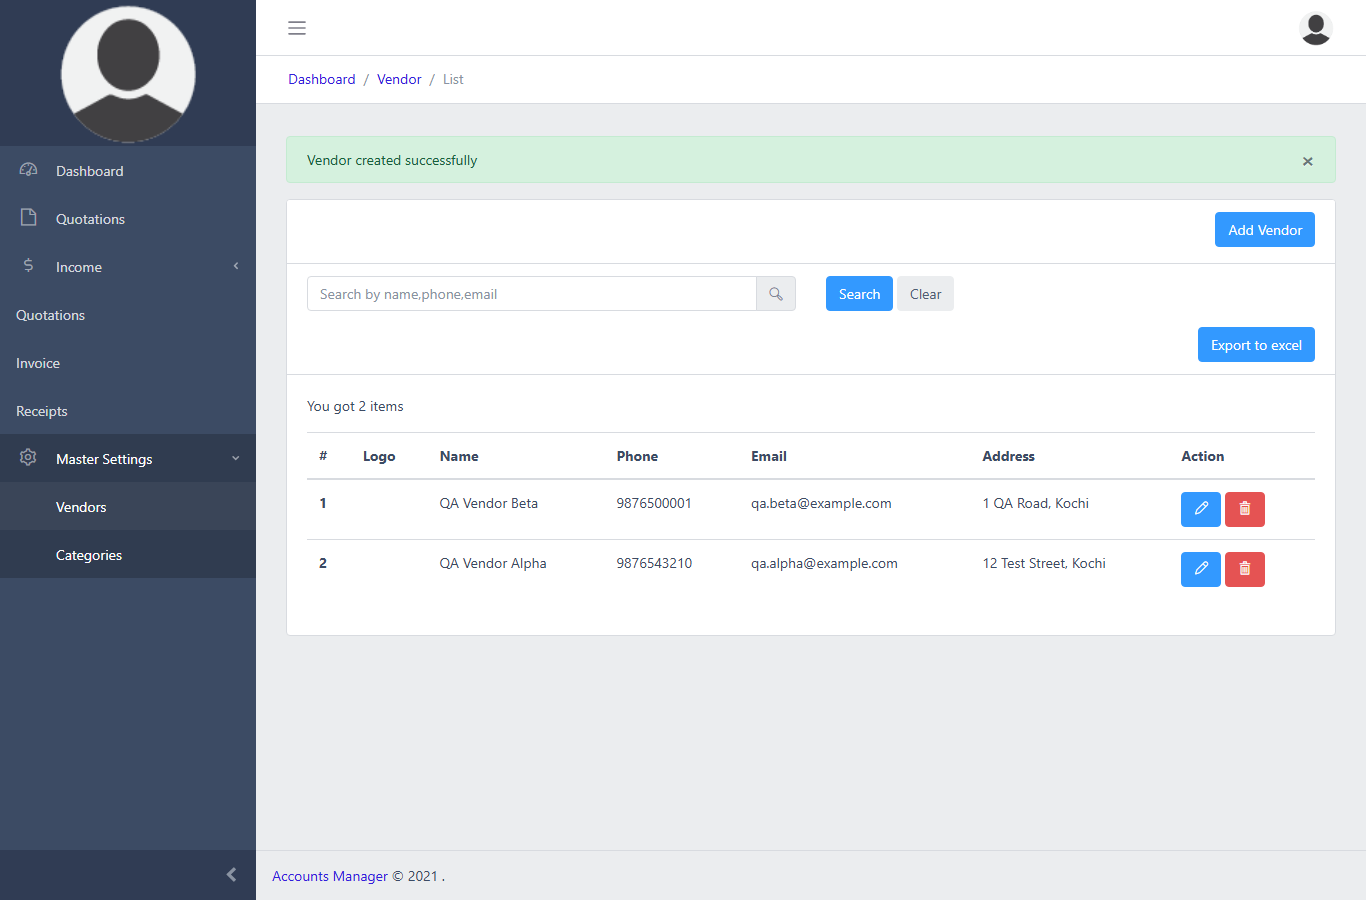 Dashboard
Quotations
Income
Quotations
Invoice
Receipts
Master Settings
Vendors
Categories
Dashboard / Vendor / List
Vendor created successfully ×
Add Vendor
Search by name,phone,email Search Clear
Export to excel
You got 2 items
# Logo Name Phone Email Address Action
1 QA Vendor Beta 9876500001 qa.beta@example.com 1 QA Road, Kochi
2 QA Vendor Alpha 9876543210 qa.alpha@example.com 12 Test Street, Kochi
Accounts Manager © 2021 .